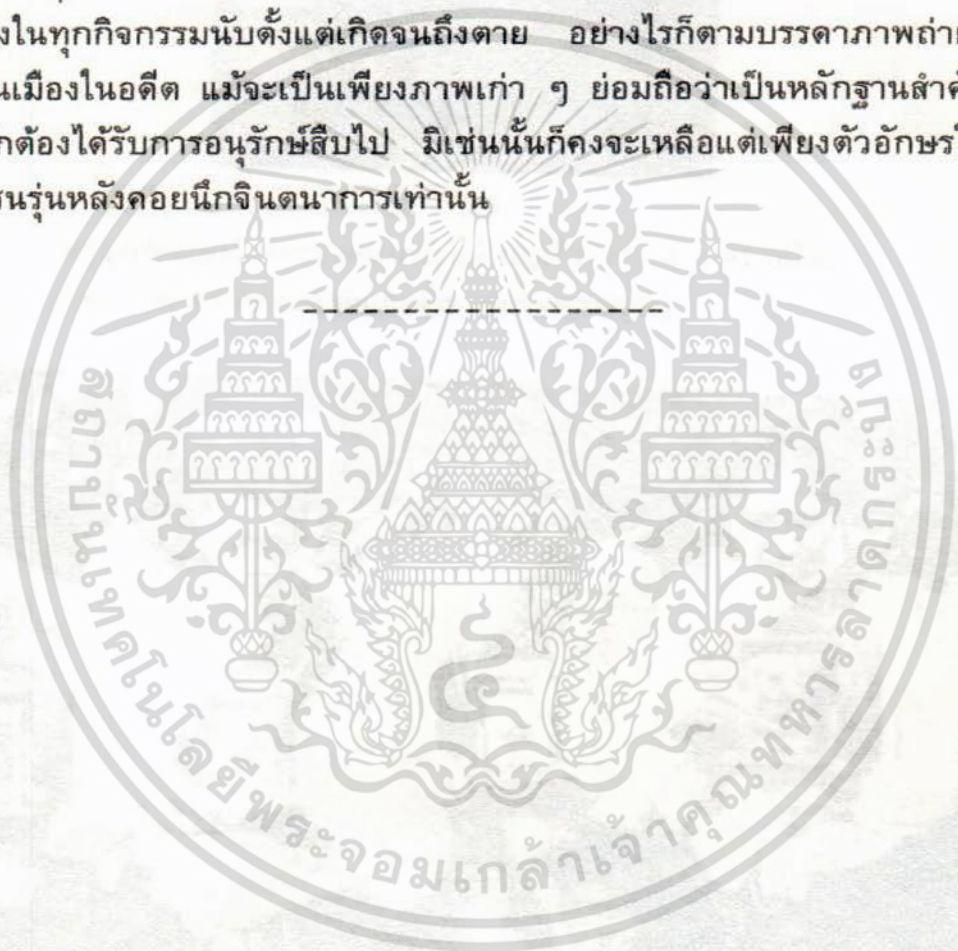 งในทุกกิจกรรมนับตั้งแต่เกิดจนถึงตาย อย่างไรก็ตามบรรดาภาพถ่าย
นเมืองในอดีต แม้จะเป็นเพียงภาพเก่า ๆ ย่อมถือว่าเป็นหลักฐานสำค
กต้องได้รับการอนุรักษ์สืบไป มิเช่นนั้นก็คงจะเหลือแต่เพียงตัวอักษรใ
ชนรุ่นหลังคอยนึกจินตนาการเท่านั้น
------------------
๔
สถาบันเทคโนโลยีพระจอมเกล้าเจ้าคุณทหารลาดกระบัง